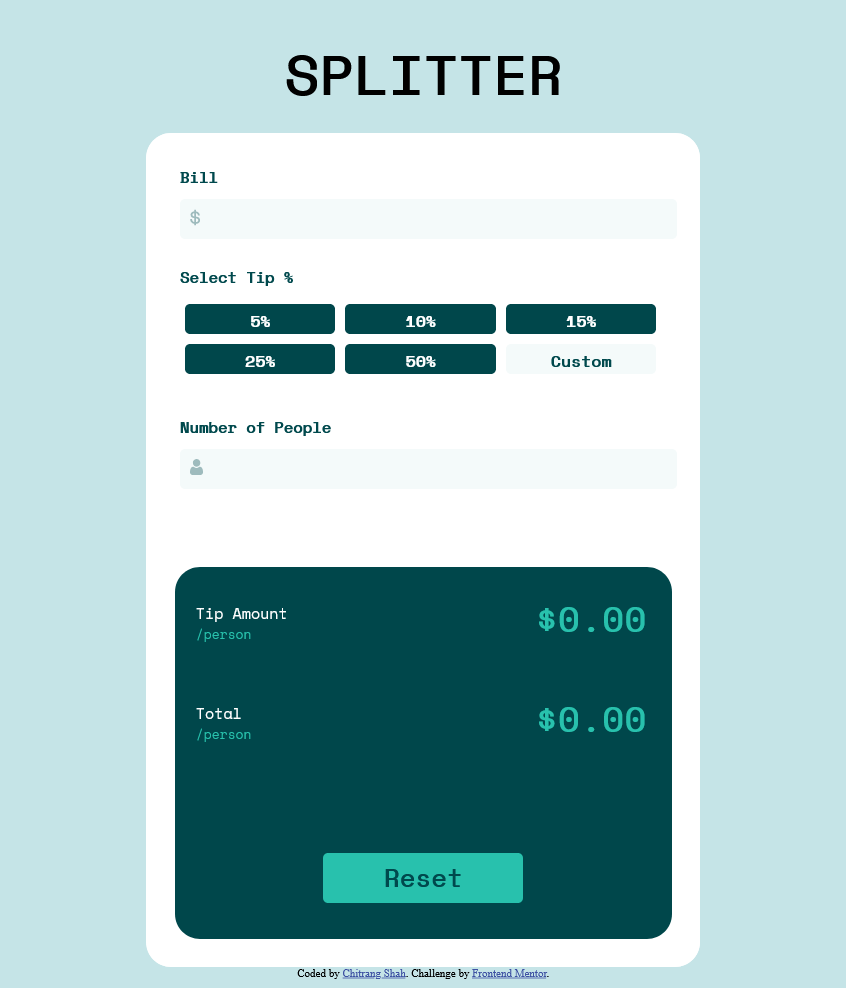 SPLITTER
Bill
$
Select Tip %
5% 10% 15%
25% 50% Custom
Number of People
Tip Amount $0.00
/person
Total $0.00
/person
Reset
Coded by Chitrang Shah. Challenge by Frontend Mentor.